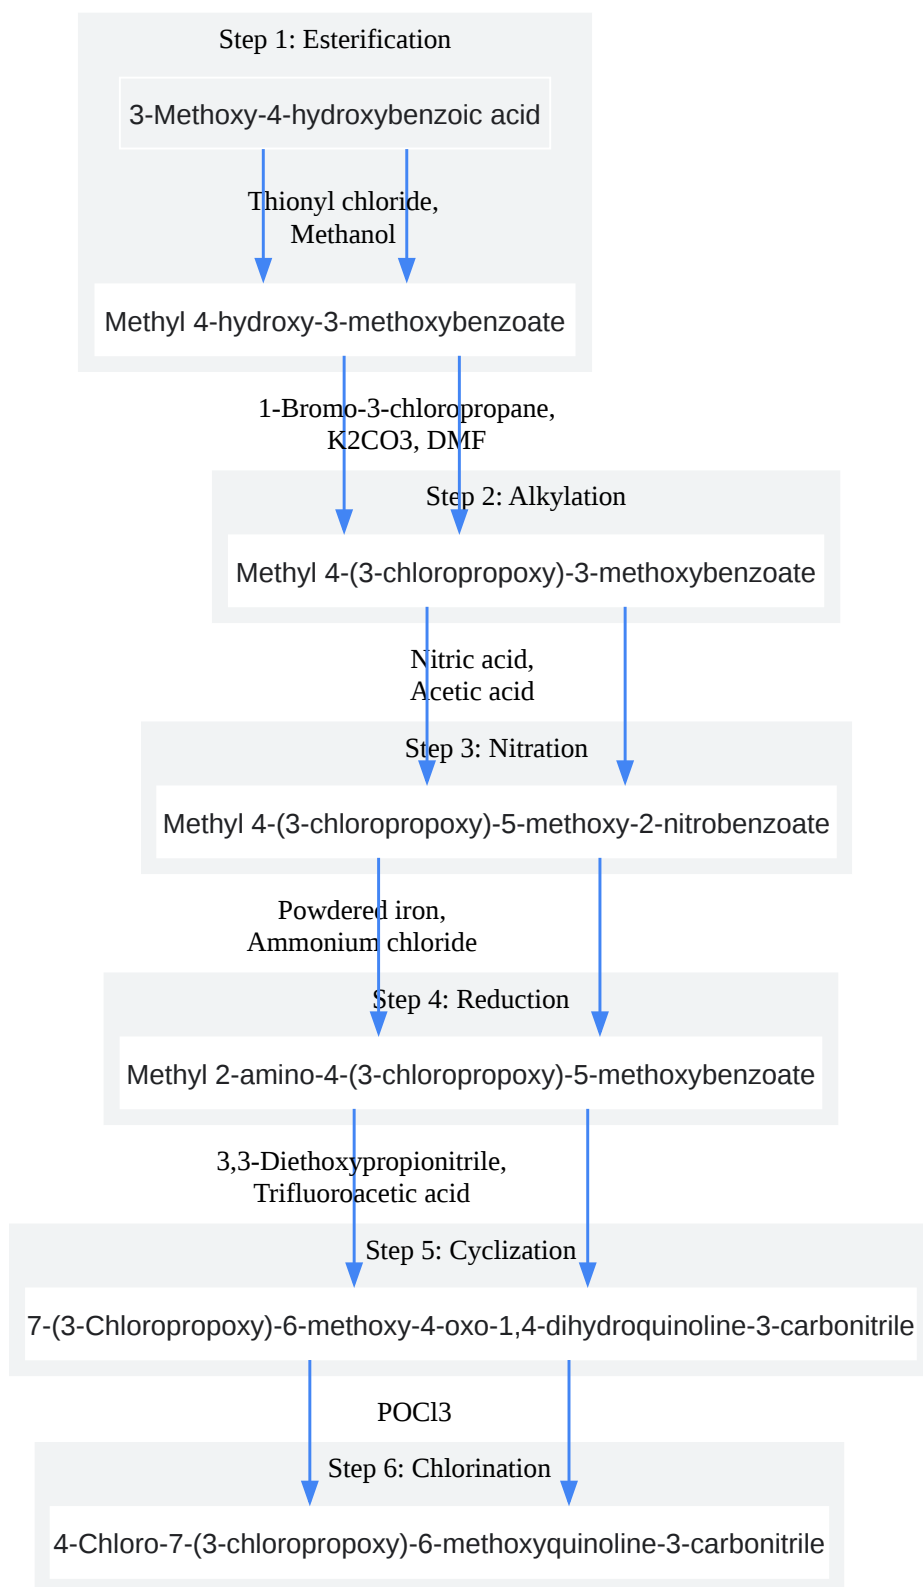 Step 1: Esterification
3-Methoxy-4-hydroxybenzoic acid
Thionyl chloride,
Methanol
Methyl 4-hydroxy-3-methoxybenzoate
1-Bromo-3-chloropropane,
K2CO3, DMF
Step 2: Alkylation
Methyl 4-(3-chloropropoxy)-3-methoxybenzoate
Nitric acid,
Acetic acid
Step 3: Nitration
Methyl 4-(3-chloropropoxy)-5-methoxy-2-nitrobenzoate
Powdered iron,
Ammonium chloride
Step 4: Reduction
Methyl 2-amino-4-(3-chloropropoxy)-5-methoxybenzoate
3,3-Diethoxypropionitrile,
Trifluoroacetic acid
Step 5: Cyclization
7-(3-Chloropropoxy)-6-methoxy-4-oxo-1,4-dihydroquinoline-3-carbonitrile
POCl3
Step 6: Chlorination
4-Chloro-7-(3-chloropropoxy)-6-methoxyquinoline-3-carbonitrile